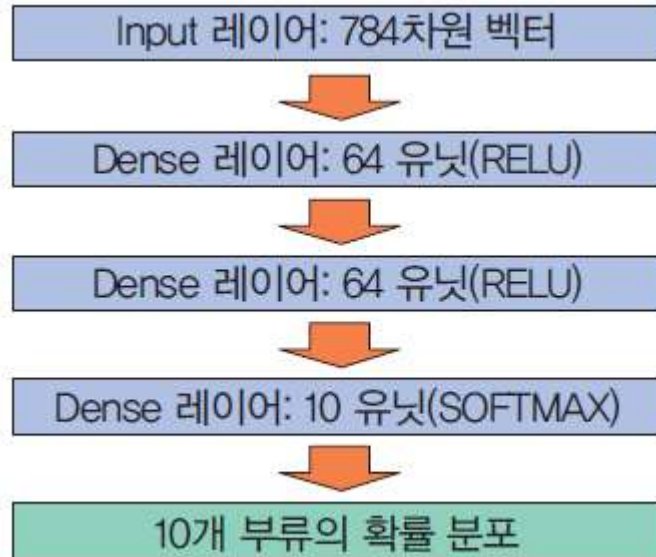 Input 레이어: 784차원 벡터
Dense 레이어: 64 유닛(RELU)
Dense 레이어: 64 유닛(RELU)
Dense 레이어: 10 유닛(SOFTMAX)
10개 부류의 확률 분포